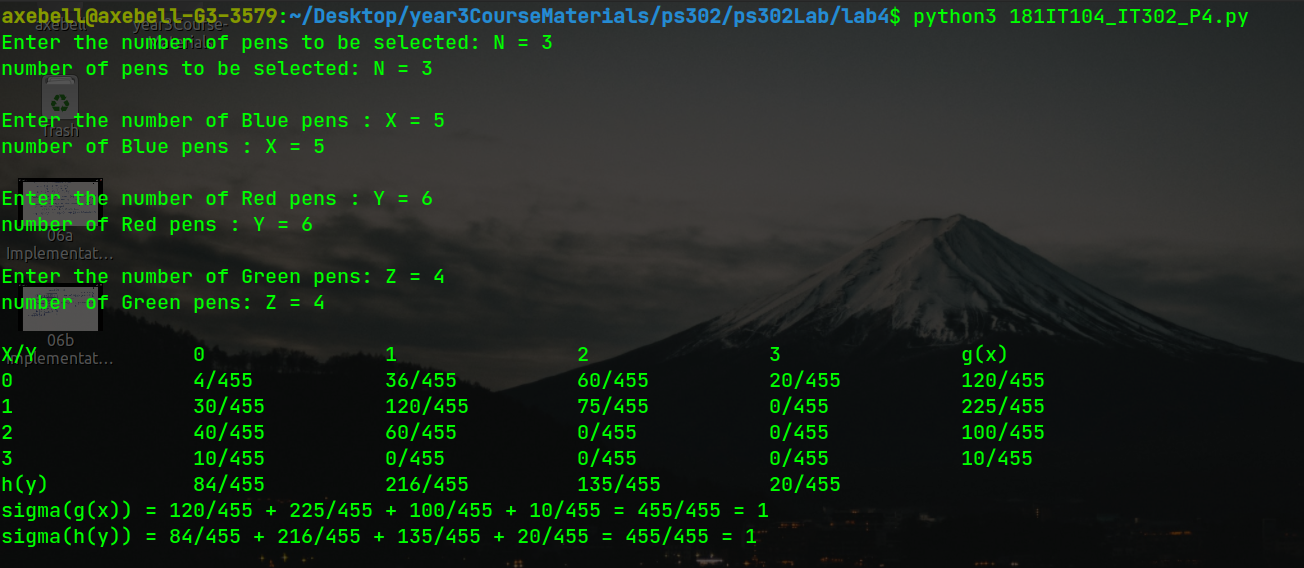 axebell@axebell-G3-3579:~/Desktop/year3CourseMaterials/ps302/ps302Lab/lab4$ python3 181IT104_IT302_P4.py
axebell year3Course
Enter the number of pens to be selected: N = 3
number of pens to be selected: N = 3
Enter the number of Blue pens : X = 5
Trash
number of Blue pens : X = 5
Enter the number of Red pens : Y = 6
number of Red pens : Y = 6
06a
Implementat...
Enter the number of Green pens: Z = 4
number of Green pens: Z = 4
06b
Implementat...
X/Y 0 1 2 3 g(x)
0 4/455 36/455 60/455 20/455 120/455
1 30/455 120/455 75/455 0/455 225/455
2 40/455 60/455 0/455 0/455 100/455
3 10/455 0/455 0/455 0/455 10/455
h(y) 84/455 216/455 135/455 20/455
sigma(g(x)) = 120/455 + 225/455 + 100/455 + 10/455 = 455/455 = 1
sigma(h(y)) = 84/455 + 216/455 + 135/455 + 20/455 = 455/455 = 1